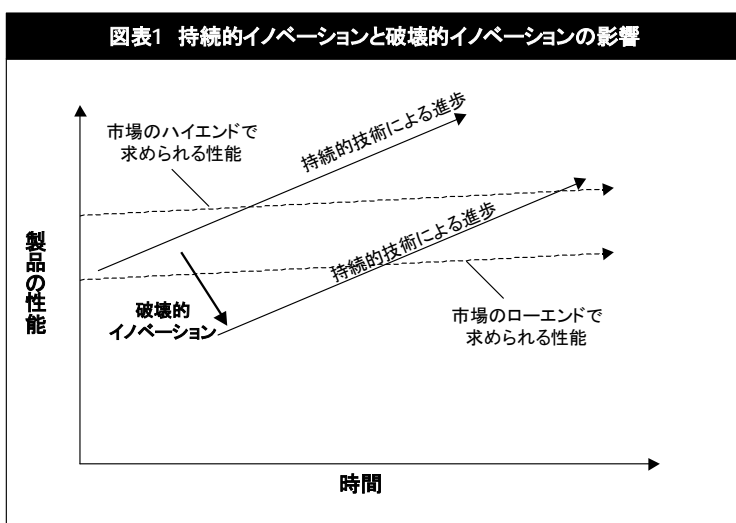 図表1 持続的イノベーションと破壊的イノベーションの影響
市場のハイエンドで
求められる性能
持続的技術による進歩
持続的技術による進歩
製品の性能
破壊的
イノベーション
市場のローエンドで
求められる性能
時間